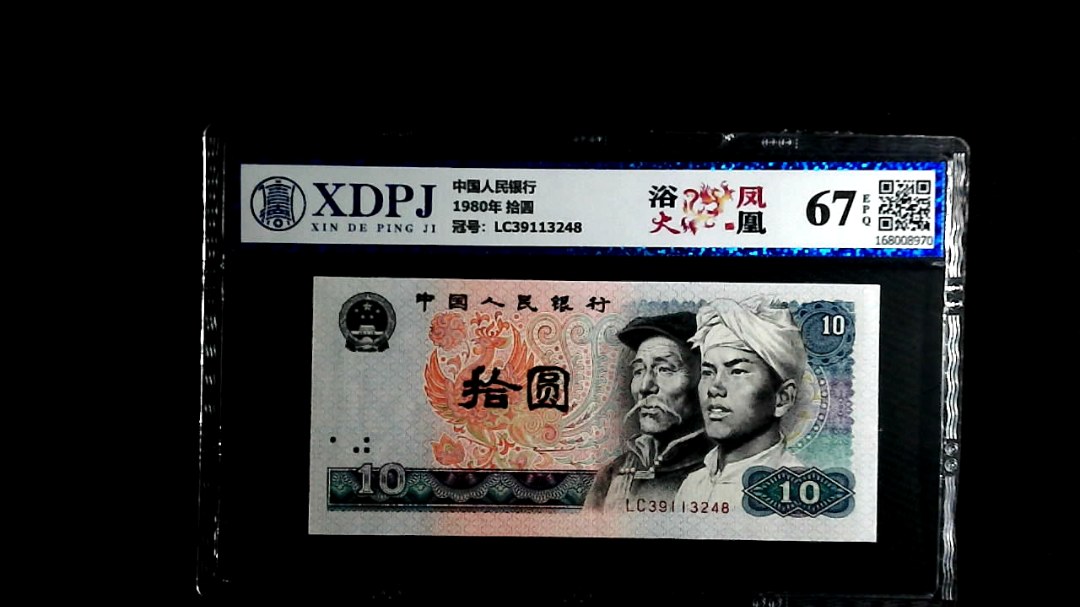 XDPJ
XIN DE PING JI
中国人民银行
1980年 拾圆
冠号: LC39113248
浴火
凤凰
67
EPQ
168008970
中国人民银行
10
拾圆
10
LC39113248
10